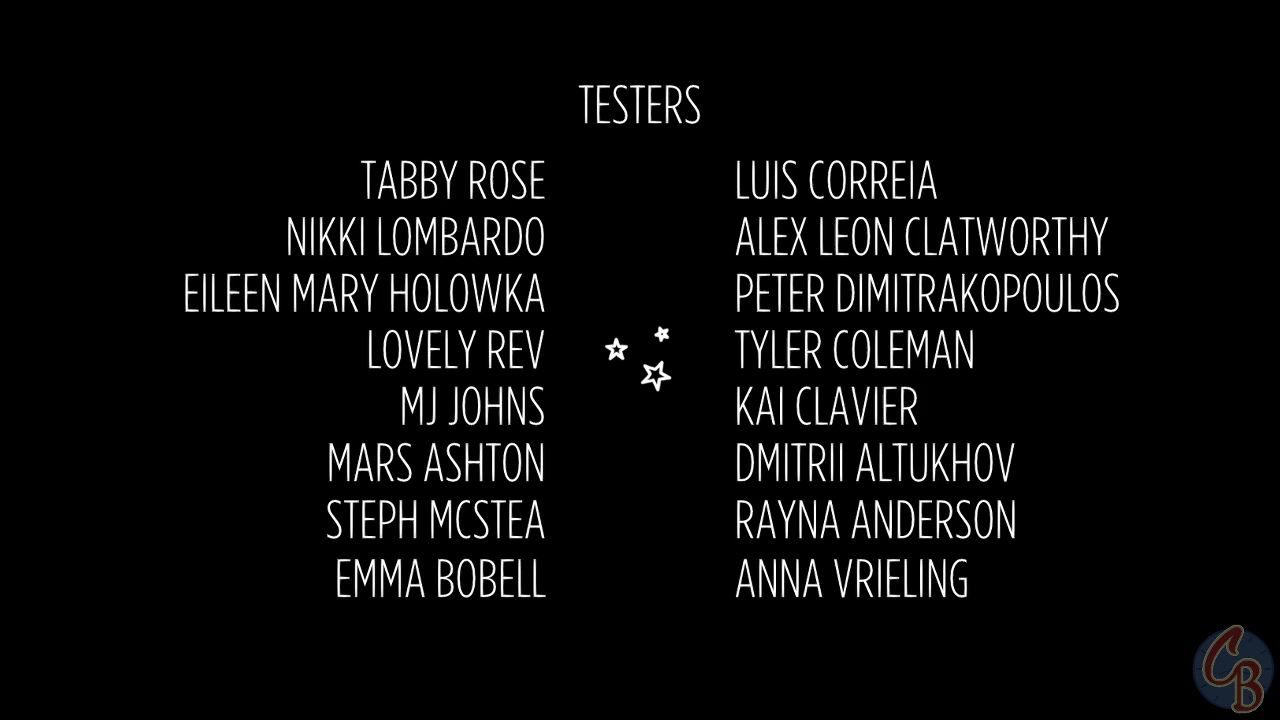 TESTERS
TABBY ROSE
NIKKI LOMBARDO
EILEEN MARY HOLOWKA
LOVELY REV
MJ JOHNS
MARS ASHTON
STEPH MCSTEA
EMMA BOBELL
LUIS CORREIA
ALEX LEON CLATWORTHY
PETER DIMITRAKOPOULOS
TYLER COLEMAN
KAI CLAVIER
DMITRII ALTUKHOV
RAYNA ANDERSON
ANNA VRIELING
CB